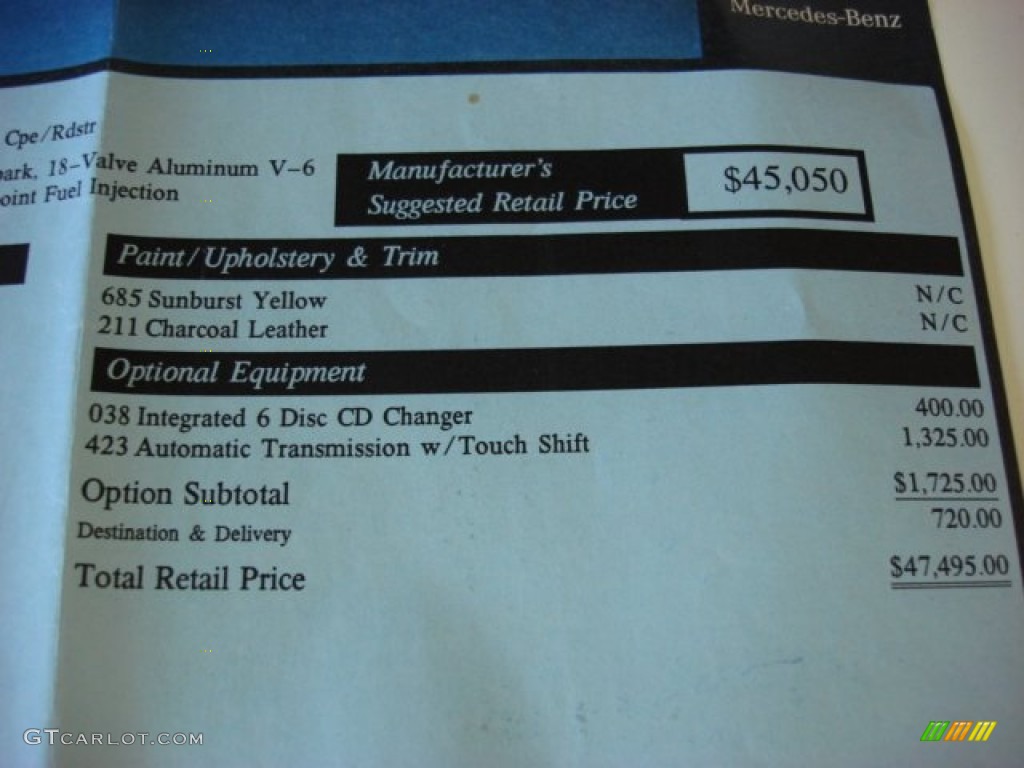 Mercedes-Benz
Cpe/Rdstr
18-Valve Aluminum V-6
Fuel Injection
Manufacturer's
Suggested Retail Price
$45,050
Paint/Upholstery & Trim
685 Sunburst Yellow N/C
211 Charcoal Leather N/C
Optional Equipment
038 Integrated 6 Disc CD Changer 400.00
423 Automatic Transmission w/Touch Shift 1,325.00
Option Subtotal $1,725.00
Destination & Delivery 720.00
Total Retail Price $47,495.00
GTCARLOT.COM